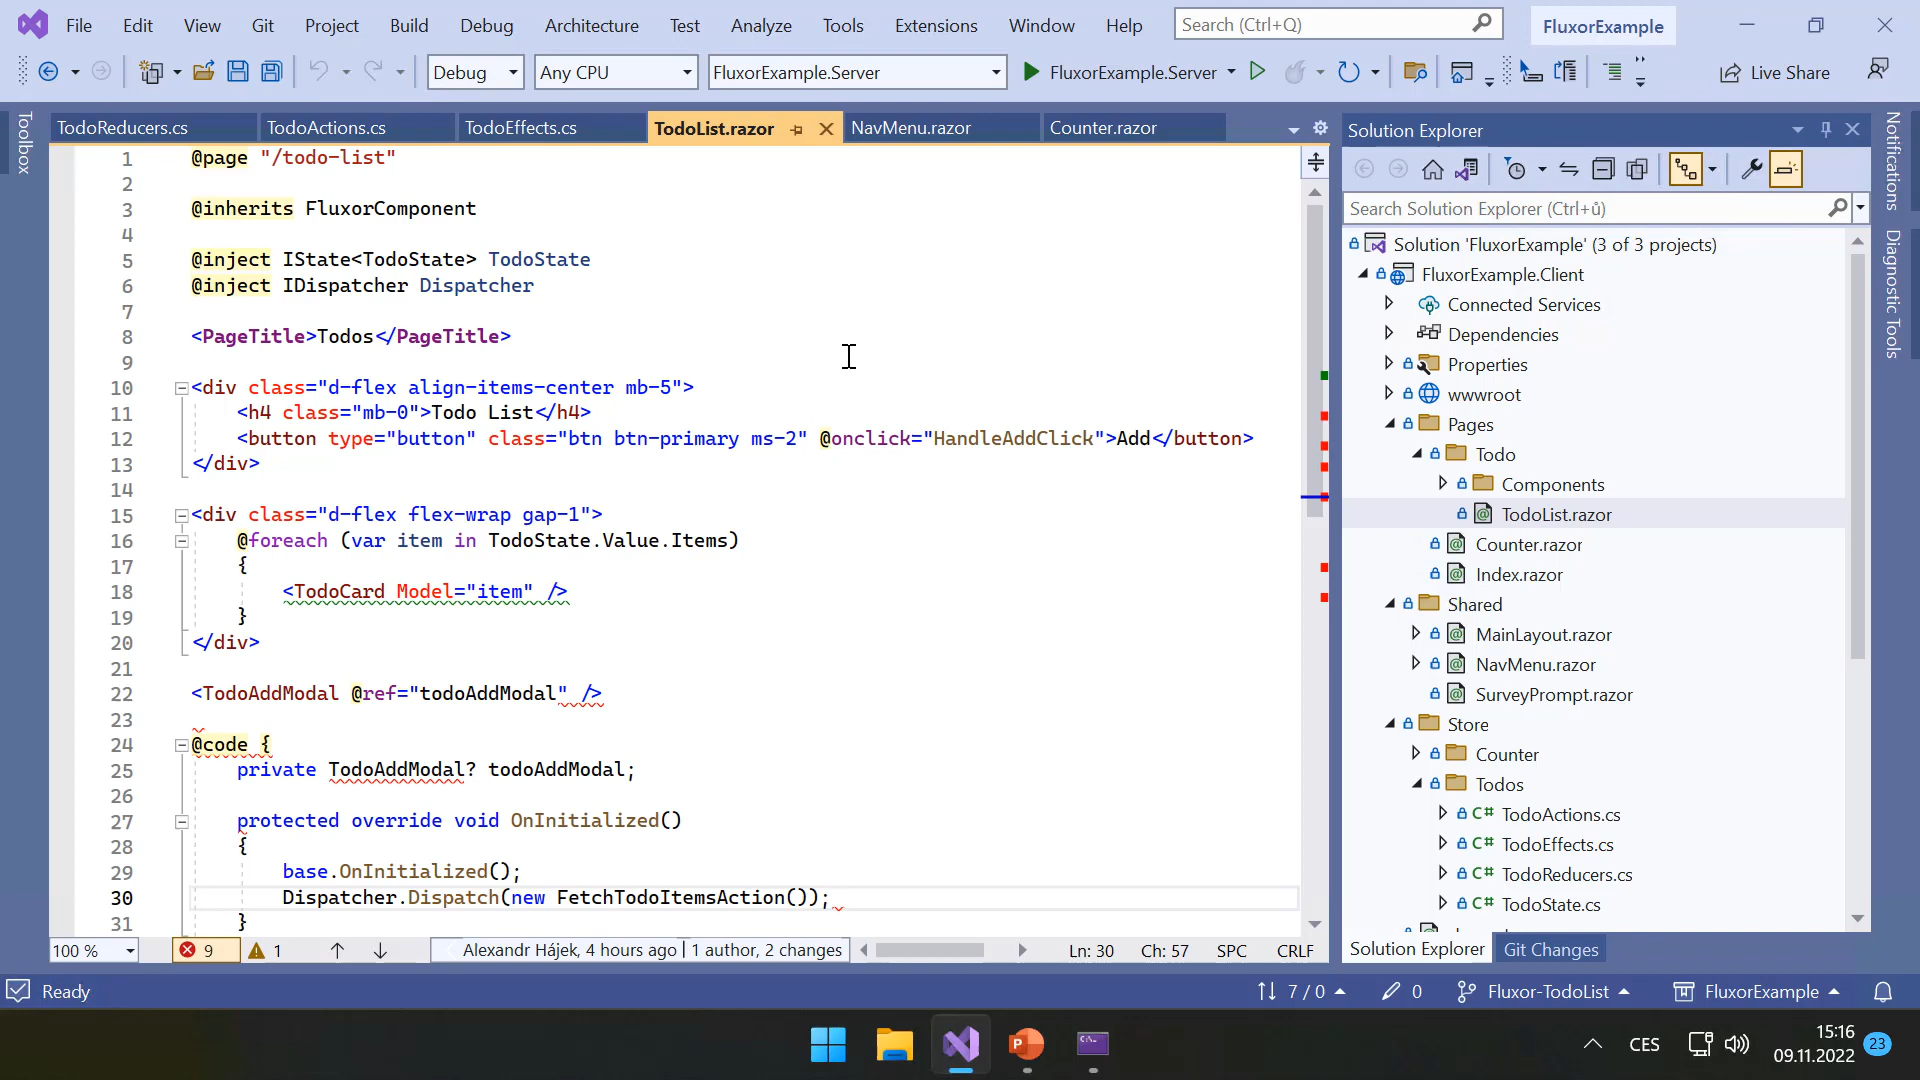 File Edit View Git Project Build Debug Architecture Test Analyze Tools Extensions Window Help Search (Ctrl+Q) FluxorExample
Debug Any CPU FluxorExample.Server FluxorExample.Server Live Share
Toolbox
TodoReducers.cs TodoActions.cs TodoEffects.cs TodoList.razor NavMenu.razor Counter.razor
1 @page "/todo-list"
2
3 @inherits FluxorComponent
4
5 @inject IState<TodoState> TodoState
6 @inject IDispatcher Dispatcher
7
8 <PageTitle>Todos</PageTitle>
9
10 <div class="d-flex align-items-center mb-5">
11 <h4 class="mb-0">Todo List</h4>
12 <button type="button" class="btn btn-primary ms-2" @onclick="HandleAddClick">Add</button>
13 </div>
14
15 <div class="d-flex flex-wrap gap-1">
16 @foreach (var item in TodoState.Value.Items)
17 {
18 <TodoCard Model="item" />
19 }
20 </div>
21
22 <TodoAddModal @ref="todoAddModal" />
23
24 @code {
25 private TodoAddModal? todoAddModal;
26
27 protected override void OnInitialized()
28 {
29 base.OnInitialized();
30 Dispatcher.Dispatch(new FetchTodoItemsAction());
31 }
100 % 9 1 Alexandr Hájek, 4 hours ago | 1 author, 2 changes Ln: 30 Ch: 57 SPC CRLF
Solution Explorer
Search Solution Explorer (Ctrl+ů)
Solution 'FluxorExample' (3 of 3 projects)
FluxorExample.Client
Connected Services
Dependencies
Properties
wwwroot
Pages
Todo
Components
TodoList.razor
Counter.razor
Index.razor
Shared
MainLayout.razor
NavMenu.razor
SurveyPrompt.razor
Store
Counter
Todos
C# TodoActions.cs
C# TodoEffects.cs
C# TodoReducers.cs
C# TodoState.cs
Solution Explorer Git Changes
Notifications
Diagnostic Tools
Ready 7 / 0 0 Fluxor-TodoList FluxorExample
P C:\_ CES 15:16
09.11.2022 23